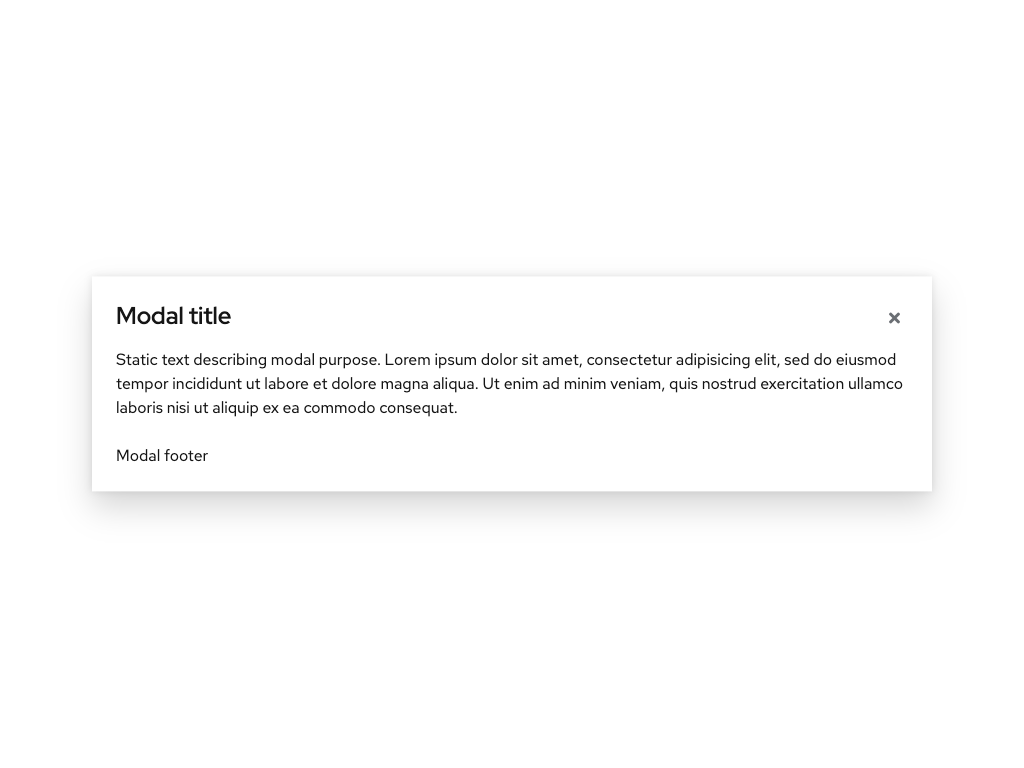 Modal title
Static text describing modal purpose. Lorem ipsum dolor sit amet, consectetur adipisicing elit, sed do eiusmod
tempor incididunt ut labore et dolore magna aliqua. Ut enim ad minim veniam, quis nostrud exercitation ullamco
laboris nisi ut aliquip ex ea commodo consequat.
Modal footer